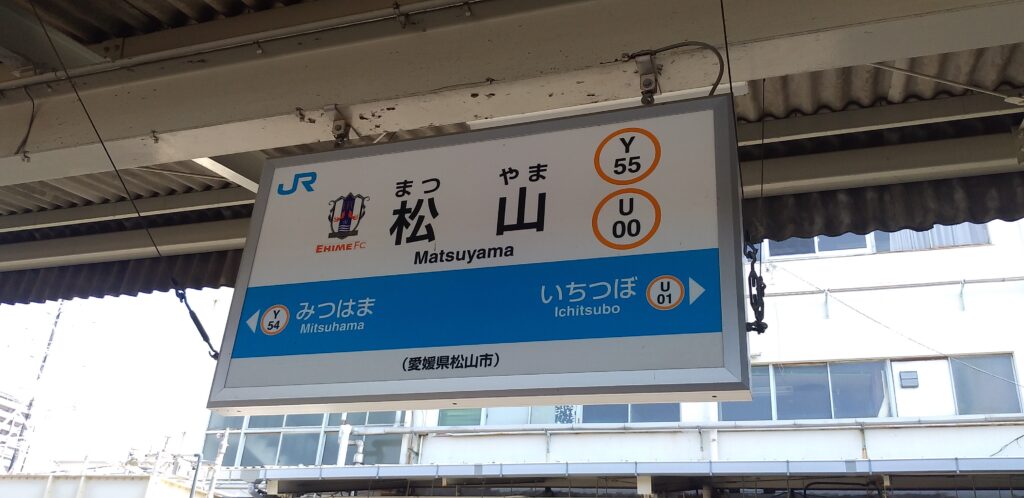 JR
EHIME FC
まつ やま
松 山
Matsuyama
Y
55
U
00
Y
54
みつはま
Mitsuhama
いちつぼ
Ichitsubo
U
01
(愛媛県松山市)